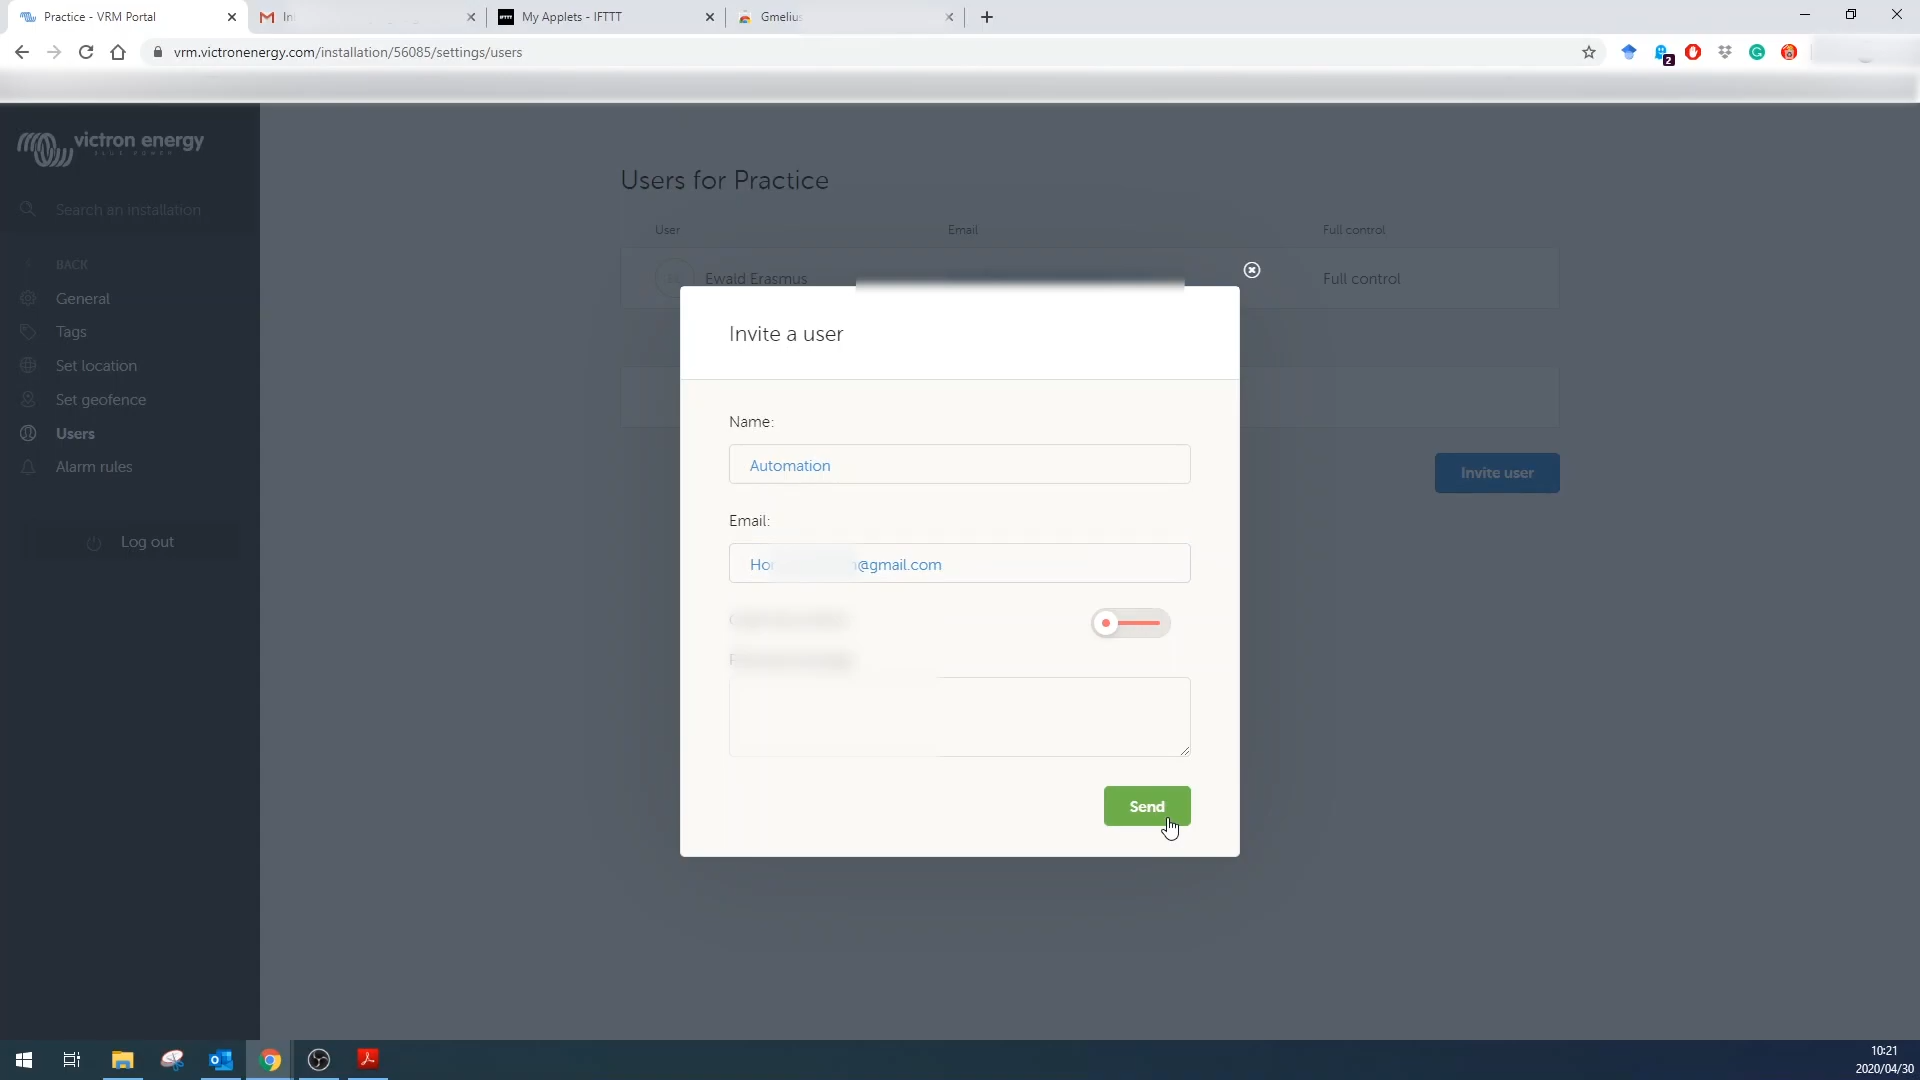 Practice - VRM Portal
My Applets - IFTTT
Gmelius
vrm.victronenergy.com/installation/56085/settings/users
2
victron energy
BLUE POWER
Search an installation
BACK
General
Tags
Set location
Set geofence
Users
Alarm rules
Log out
Users for Practice
User
Email
Full control
Ewald Erasmus
Full control
Invite user
Invite a user
Name:
Automation
Email:
@gmail.com
Send
10:21
2020/04/30